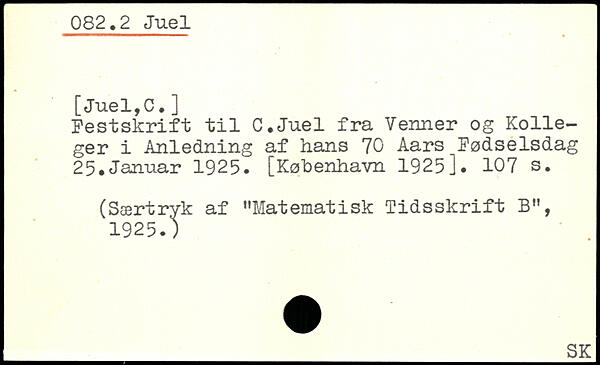 082.2 Juel
[Juel,C.]
Festskrift til C.Juel fra Venner og Kolle-
ger i Anledning af hans 70 Aars Fødselsdag
25.Januar 1925. [København 1925]. 107 s.
(Særtryk af "Matematisk Tidsskrift B",
1925.)
SK